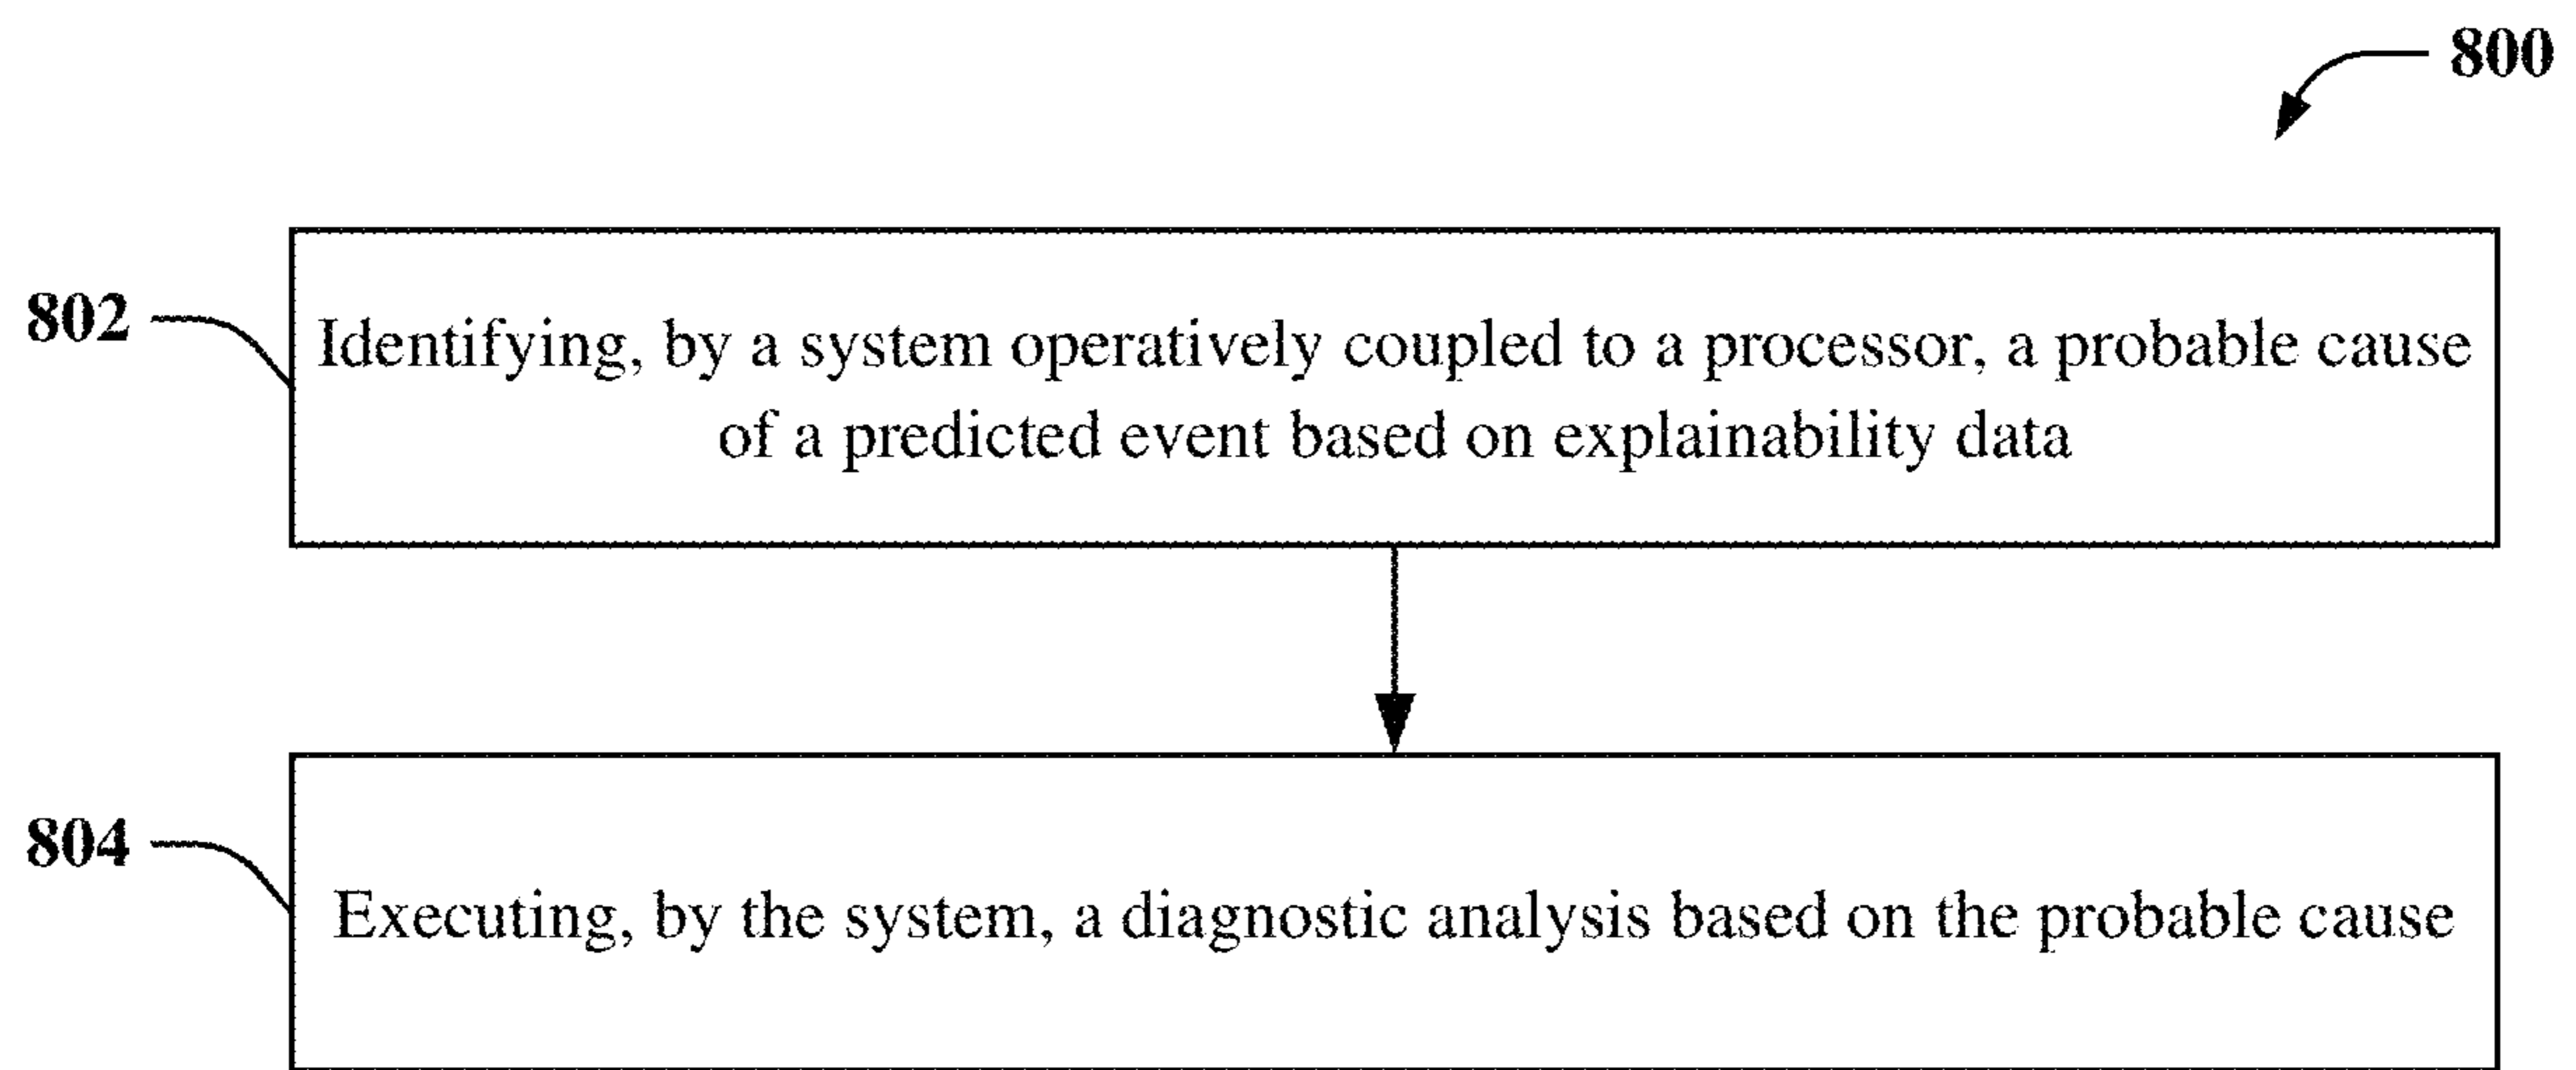 800
802
Identifying, by a system operatively coupled to a processor, a probable cause
of a predicted event based on explainability data
804
Executing, by the system, a diagnostic analysis based on the probable cause